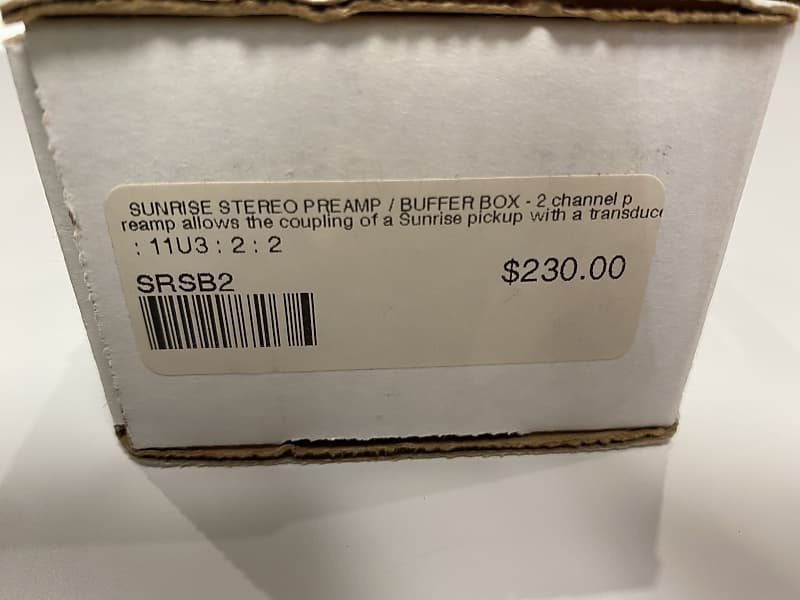 SUNRISE STEREO PREAMP / BUFFER BOX - 2 channel p
reamp allows the coupling of a Sunrise pickup with a transduce
: 11U3 : 2 : 2
SRSB2
$230.00